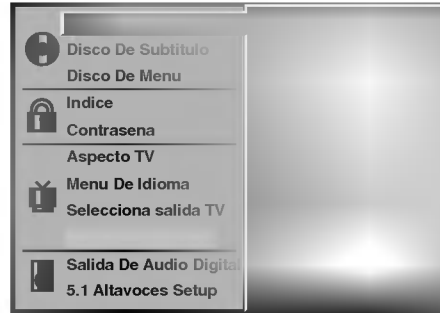 Disco De Subtitulo
Disco De Menu
Indice
Contrasena
Aspecto TV
Menu De Idioma
Selecciona salida TV
Salida De Audio Digital
5.1 Altavoces Setup